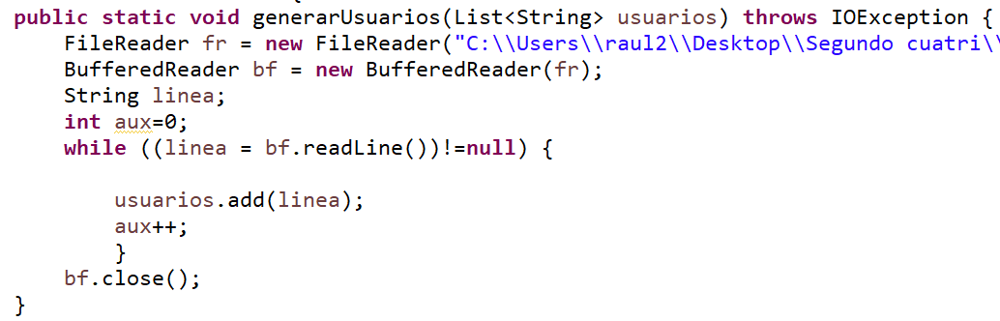 public static void generarUsuarios(List<String> usuarios) throws IOException {
FileReader fr = new FileReader("C:\\Users\\raul2\\Desktop\\Segundo cuatri\\
BufferedReader bf = new BufferedReader(fr);
String linea;
int aux=0;
while ((linea = bf.readLine())!=null) {
usuarios.add(linea);
aux++;
}
bf.close();
}